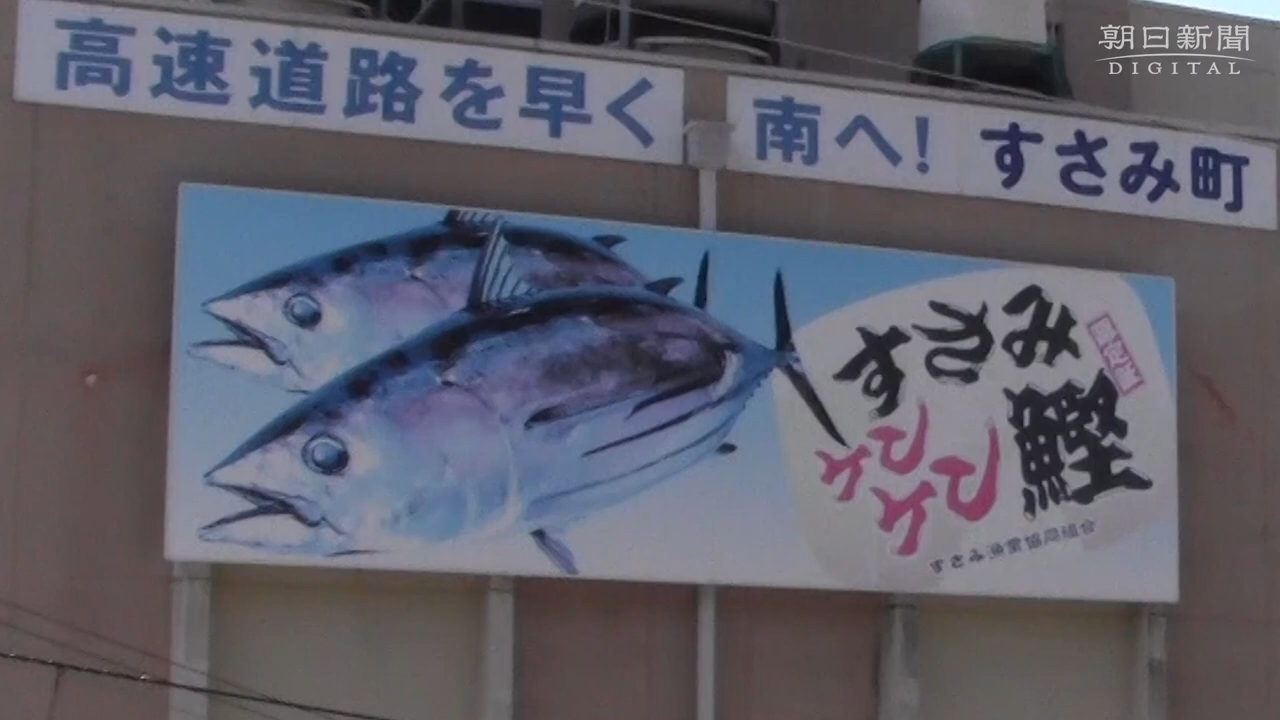 朝日新聞
DIGITAL
高速道路を早く 南へ! すさみ町
すさみ
ケンケン
鰹
すさみ漁業協同組合